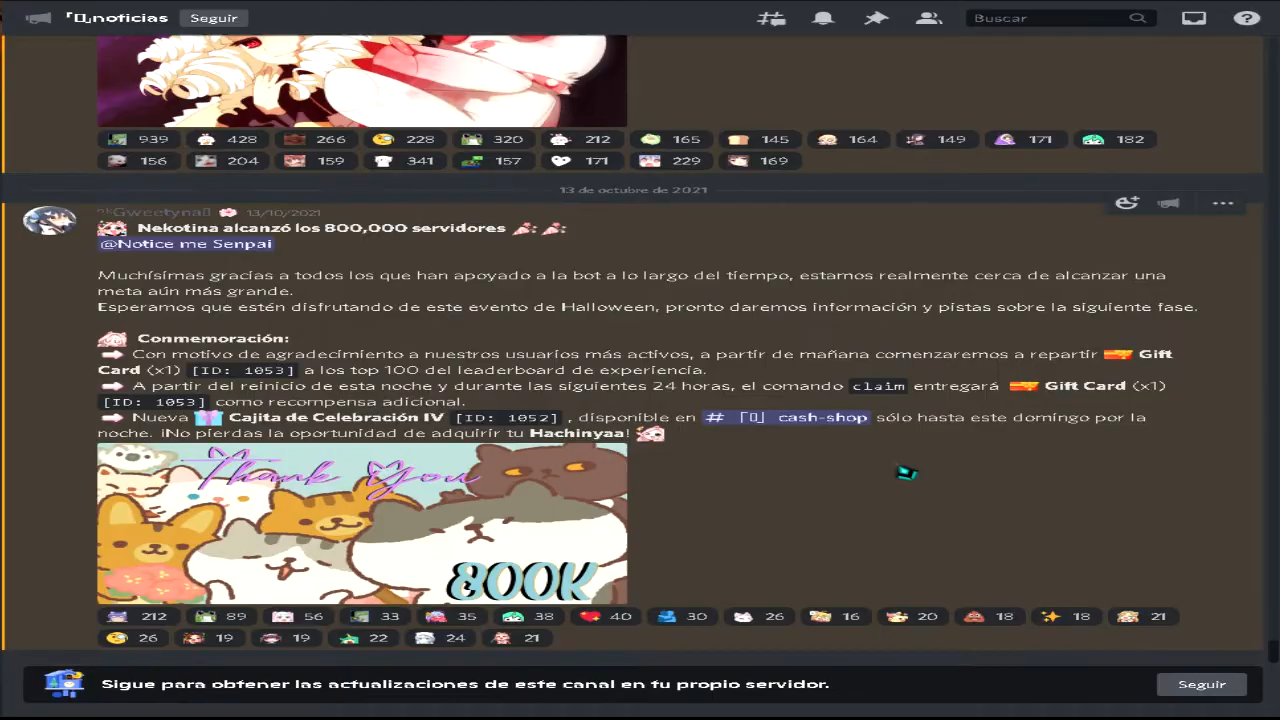 「」noticias Seguir Buscar
939 428 266 228 320 212 165 145 164 149 171 182
156 204 159 341 157 171 229 169
13 de octubre de 2021
Gweetyna 13/10/2021
Nekotina alcanzó los 800,000 servidores
@Notice me Senpai
Muchísimas gracias a todos los que han apoyado a la bot a lo largo del tiempo, estamos realmente cerca de alcanzar una
meta aún más grande.
Esperamos que estén disfrutando de este evento de Halloween, pronto daremos información y pistas sobre la siguiente fase.
Conmemoración:
Con motivo de agradecimiento a nuestros usuarios más activos, a partir de mañana comenzaremos a repartir Gift
Card (x1) [ID: 1053] a los top 100 del leaderboard de experiencia.
A partir del reinicio de esta noche y durante las siguientes 24 horas, el comando claim entregará Gift Card (x1)
[ID: 1053] como recompensa adicional.
Nueva Cajita de Celebración IV [ID: 1052] , disponible en # 「」 cash-shop sólo hasta este domingo por la
noche. ¡No pierdas la oportunidad de adquirir tu Hachinyaa!
Thank You
800K
212 89 56 33 35 38 40 30 26 16 20 18 18 21
26 19 19 22 24 21
Sigue para obtener las actualizaciones de este canal en tu propio servidor. Seguir